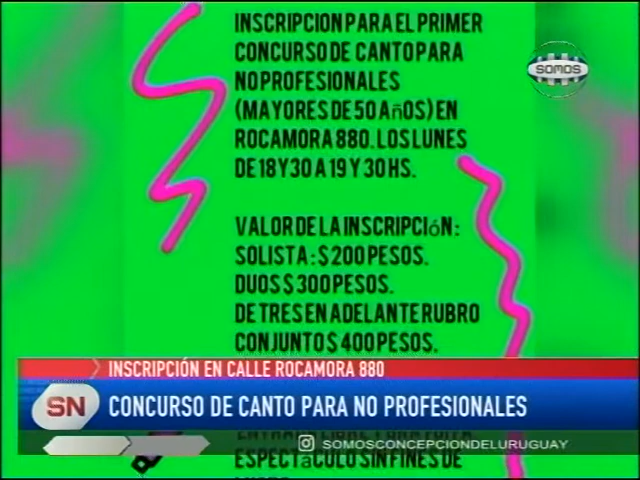 INSCRIPCION PARA EL PRIMER
CONCURSO DE CANTO PARA
NO PROFESIONALES
(MAYORES DE 50 AñOS) EN
ROCAMORA 880. LOS LUNES
DE 18 Y 30 A 19 Y 30 HS.
SOMOS
VALOR DE LA INSCRIPCIóN:
SOLISTA: $ 200 PESOS.
DUOS $ 300 PESOS.
DE TRES EN ADELANTE RUBRO
CONJUNTO $ 400 PESOS.
INSCRIPCIÓN EN CALLE ROCAMORA 880
SN
CONCURSO DE CANTO PARA NO PROFESIONALES
SOMOSCONCEPCIONDELURUGUAY
ESPECTáCULO SIN FINES DE